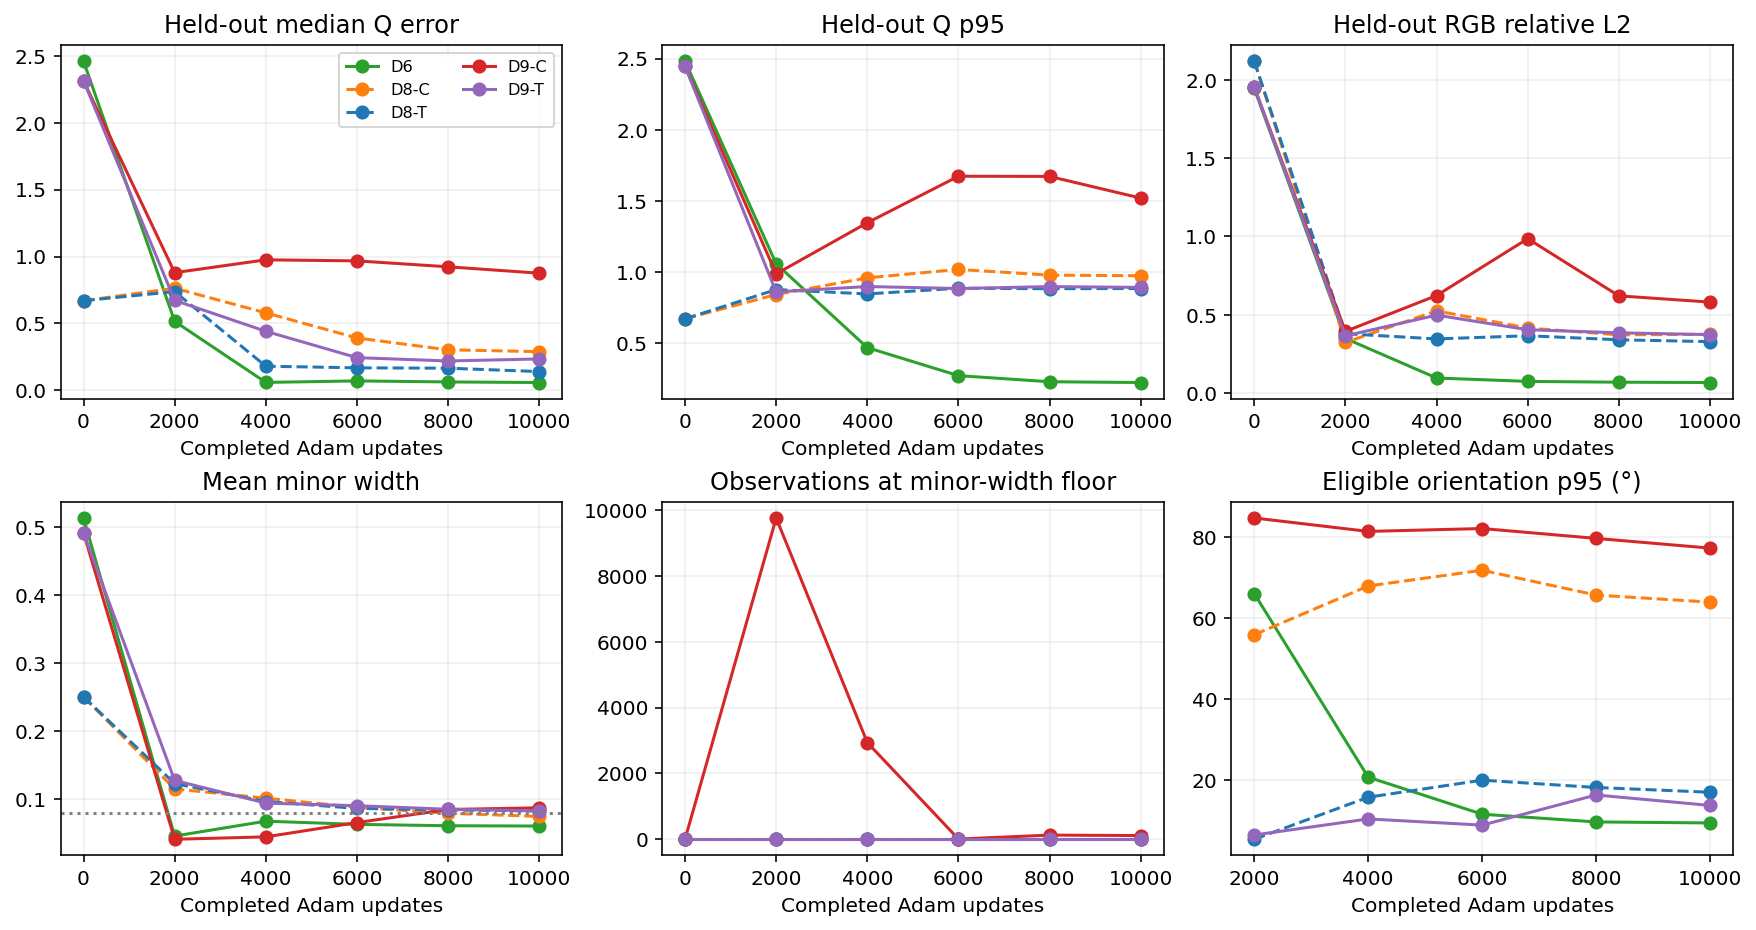 Held-out median Q error
2.5
2.0
1.5
1.0
0.5
0.0
D6
D8-C
D8-T
D9-C
D9-T
0 2000 4000 6000 8000 10000
Completed Adam updates
Held-out Q p95
2.5
2.0
1.5
1.0
0.5
0 2000 4000 6000 8000 10000
Completed Adam updates
Held-out RGB relative L2
2.0
1.5
1.0
0.5
0.0
0 2000 4000 6000 8000 10000
Completed Adam updates
Mean minor width
0.5
0.4
0.3
0.2
0.1
0 2000 4000 6000 8000 10000
Completed Adam updates
Observations at minor-width floor
10000
8000
6000
4000
2000
0
0 2000 4000 6000 8000 10000
Completed Adam updates
Eligible orientation p95 (°)
80
60
40
20
2000 4000 6000 8000 10000
Completed Adam updates